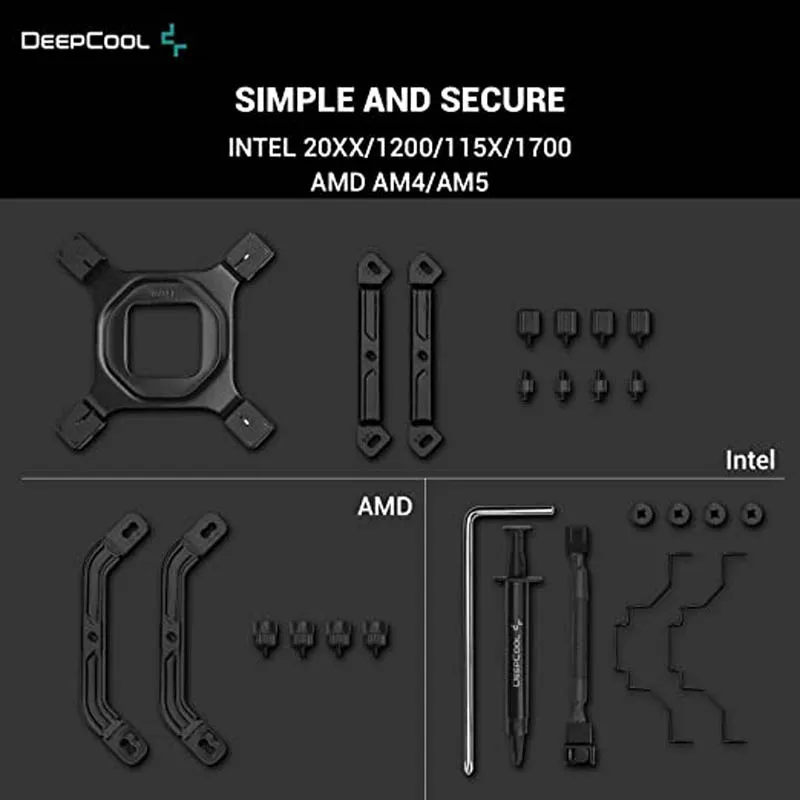 DEEPCOOL
SIMPLE AND SECURE
INTEL 20XX/1200/115X/1700
AMD AM4/AM5
Intel
AMD
DEEPCOOL